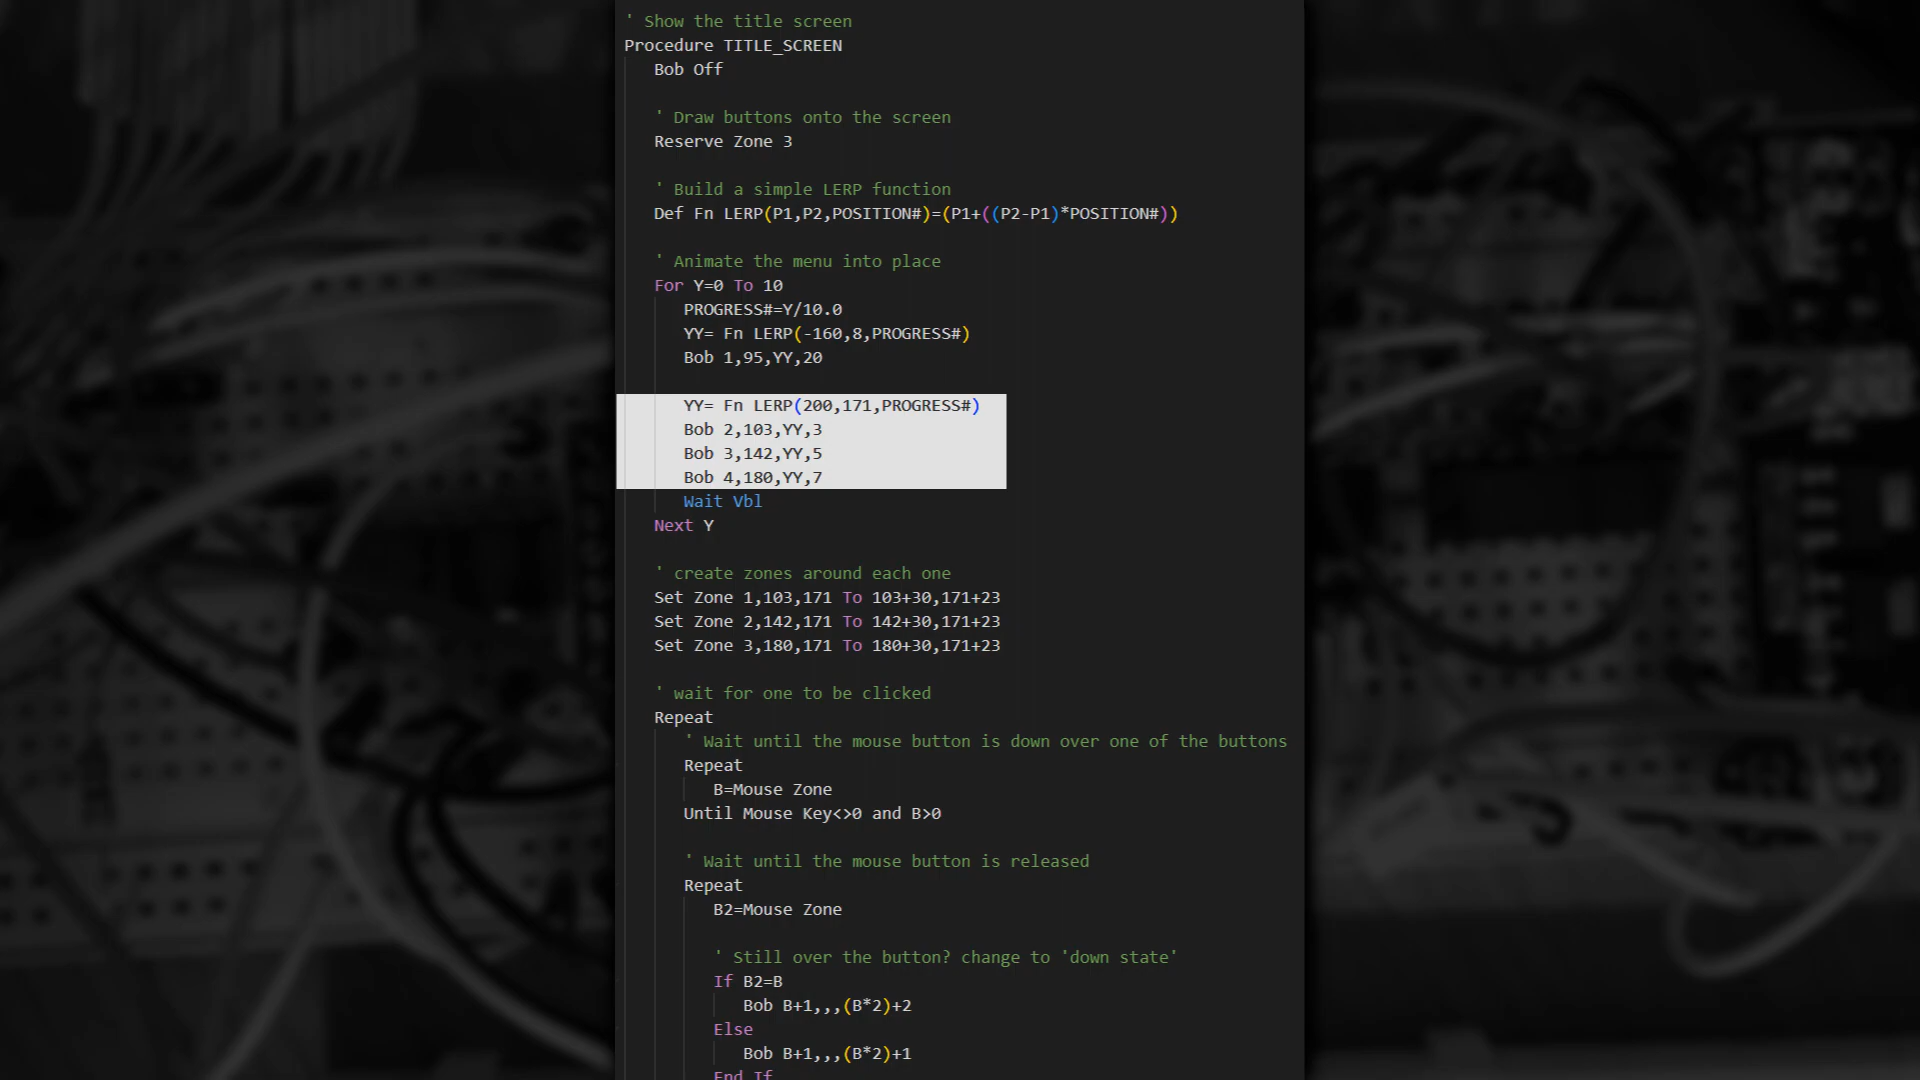 ' Show the title screen
Procedure TITLE_SCREEN
Bob Off
' Draw buttons onto the screen
Reserve Zone 3
' Build a simple LERP function
Def Fn LERP(P1,P2,POSITION#)=(P1+((P2-P1)*POSITION#))
' Animate the menu into place
For Y=0 To 10
PROGRESS#=Y/10.0
YY= Fn LERP(-160,8,PROGRESS#)
Bob 1,95,YY,20
YY= Fn LERP(200,171,PROGRESS#)
Bob 2,103,YY,3
Bob 3,142,YY,5
Bob 4,180,YY,7
Wait Vbl
Next Y
' create zones around each one
Set Zone 1,103,171 To 103+30,171+23
Set Zone 2,142,171 To 142+30,171+23
Set Zone 3,180,171 To 180+30,171+23
' wait for one to be clicked
Repeat
' Wait until the mouse button is down over one of the buttons
Repeat
B=Mouse Zone
Until Mouse Key<>0 and B>0
' Wait until the mouse button is released
Repeat
B2=Mouse Zone
' Still over the button? change to 'down state'
If B2=B
Bob B+1,,,(B*2)+2
Else
Bob B+1,,,(B*2)+1
End If